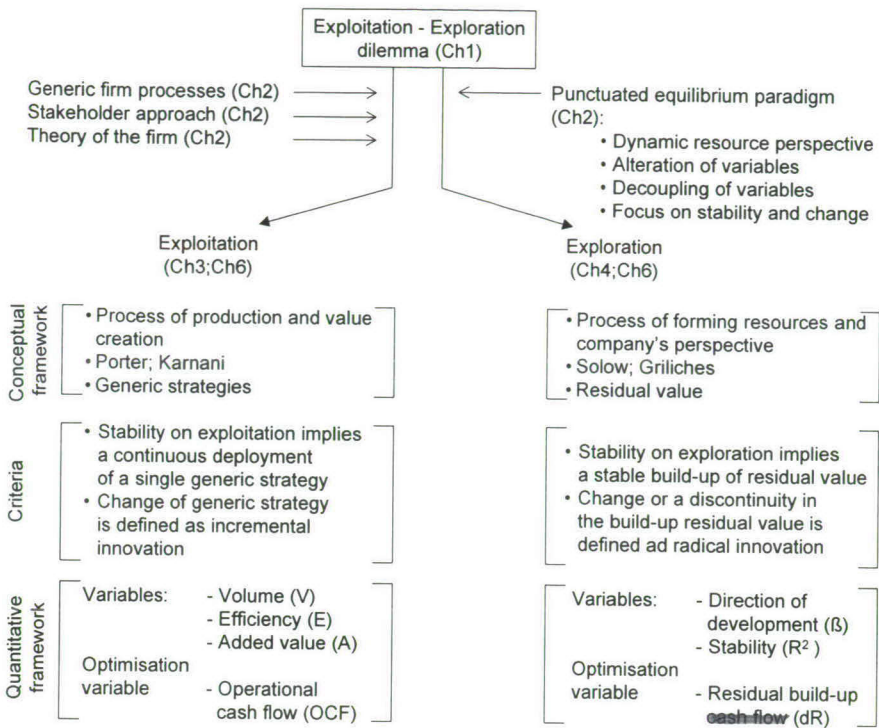 Exploitation - Exploration
dilemma (Ch1)
Generic firm processes (Ch2)
Stakeholder approach (Ch2)
Theory of the firm (Ch2)
Punctuated equilibrium paradigm
(Ch2):
• Dynamic resource perspective
• Alteration of variables
• Decoupling of variables
• Focus on stability and change
Exploitation
(Ch3;Ch6)
Exploration
(Ch4;Ch6)
Conceptual
framework
• Process of production and value
creation
• Porter; Karnani
• Generic strategies
• Process of forming resources and
company's perspective
• Solow; Griliches
• Residual value
Criteria
• Stability on exploitation implies
a continuous deployment
of a single generic strategy
• Change of generic strategy
is defined as incremental
innovation
• Stability on exploration implies
a stable build-up of residual value
• Change or a discontinuity in
the build-up residual value is
defined ad radical innovation
Quantitative
framework
Variables: - Volume (V)
- Efficiency (E)
- Added value (A)
Optimisation
variable - Operational
cash flow (OCF)
Variables: - Direction of
development (ß)
- Stability (R²)
Optimisation
variable - Residual build-up
cash flow (dR)